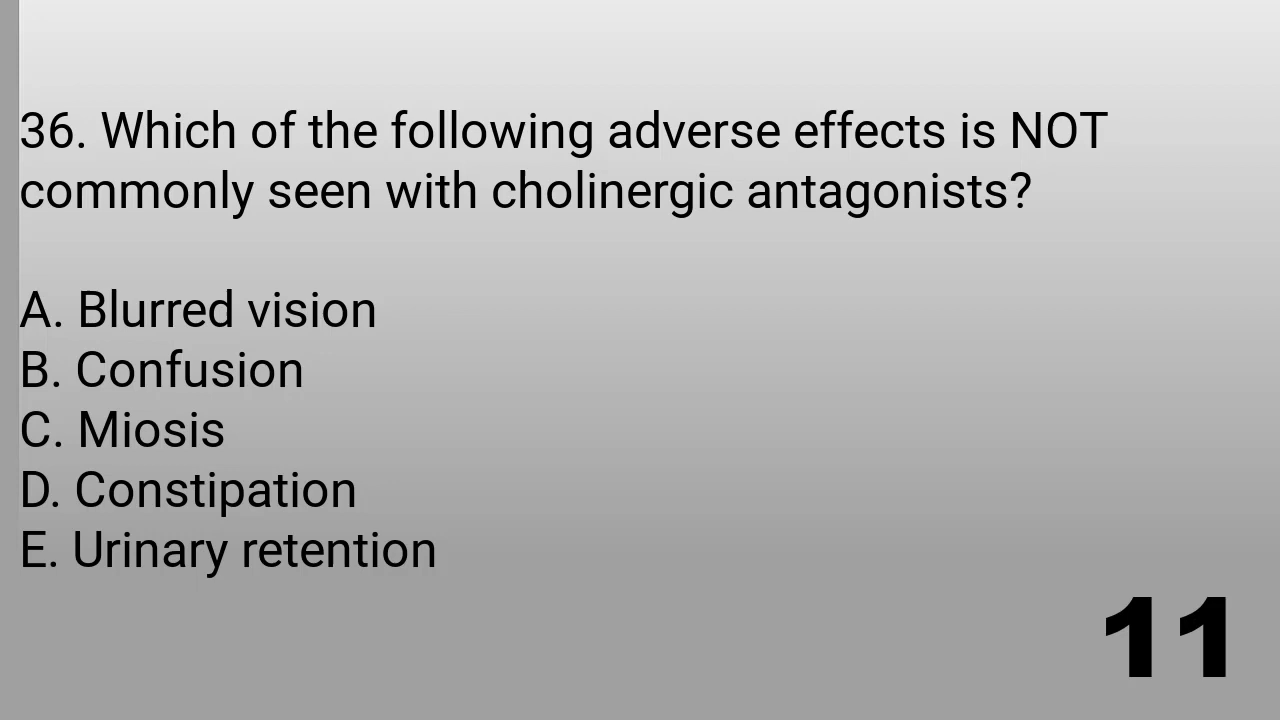 36. Which of the following adverse effects is NOT
commonly seen with cholinergic antagonists?
A. Blurred vision
B. Confusion
C. Miosis
D. Constipation
E. Urinary retention
11